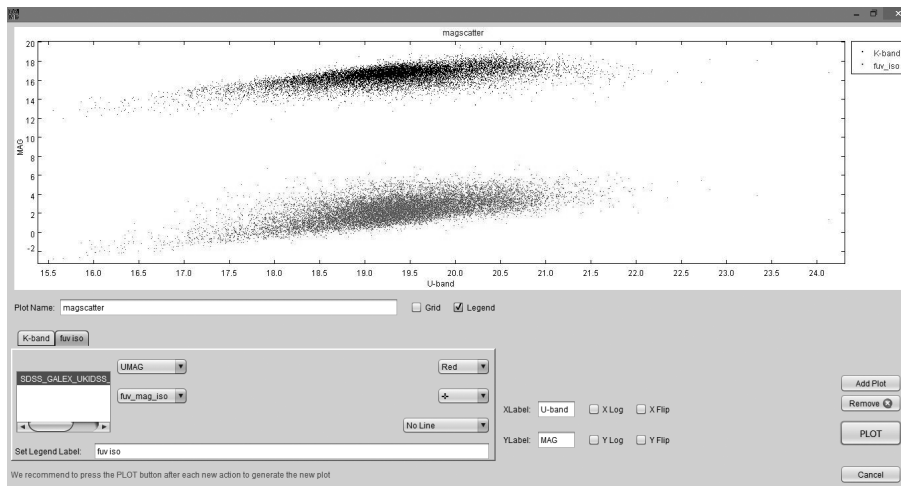 magscatter
20
18
16
14
12
10
8
6
4
2
0
-2
MAG
15.5 16.0 16.5 17.0 17.5 18.0 18.5 19.0 19.5 20.0 20.5 21.0 21.5 22.0 22.5 23.0 23.5 24.0
U-band
K-band
fuv_iso
Plot Name: magscatter Grid Legend
K-band fuv iso
SDSS_GALEX_UKIDSS_
UMAG Red
fuv_mag_iso
No Line
Set Legend Label: fuv iso
XLabel: U-band X Log X Flip
YLabel: MAG Y Log Y Flip
Add Plot
Remove
PLOT
Cancel
We recommend to press the PLOT button after each new action to generate the new plot